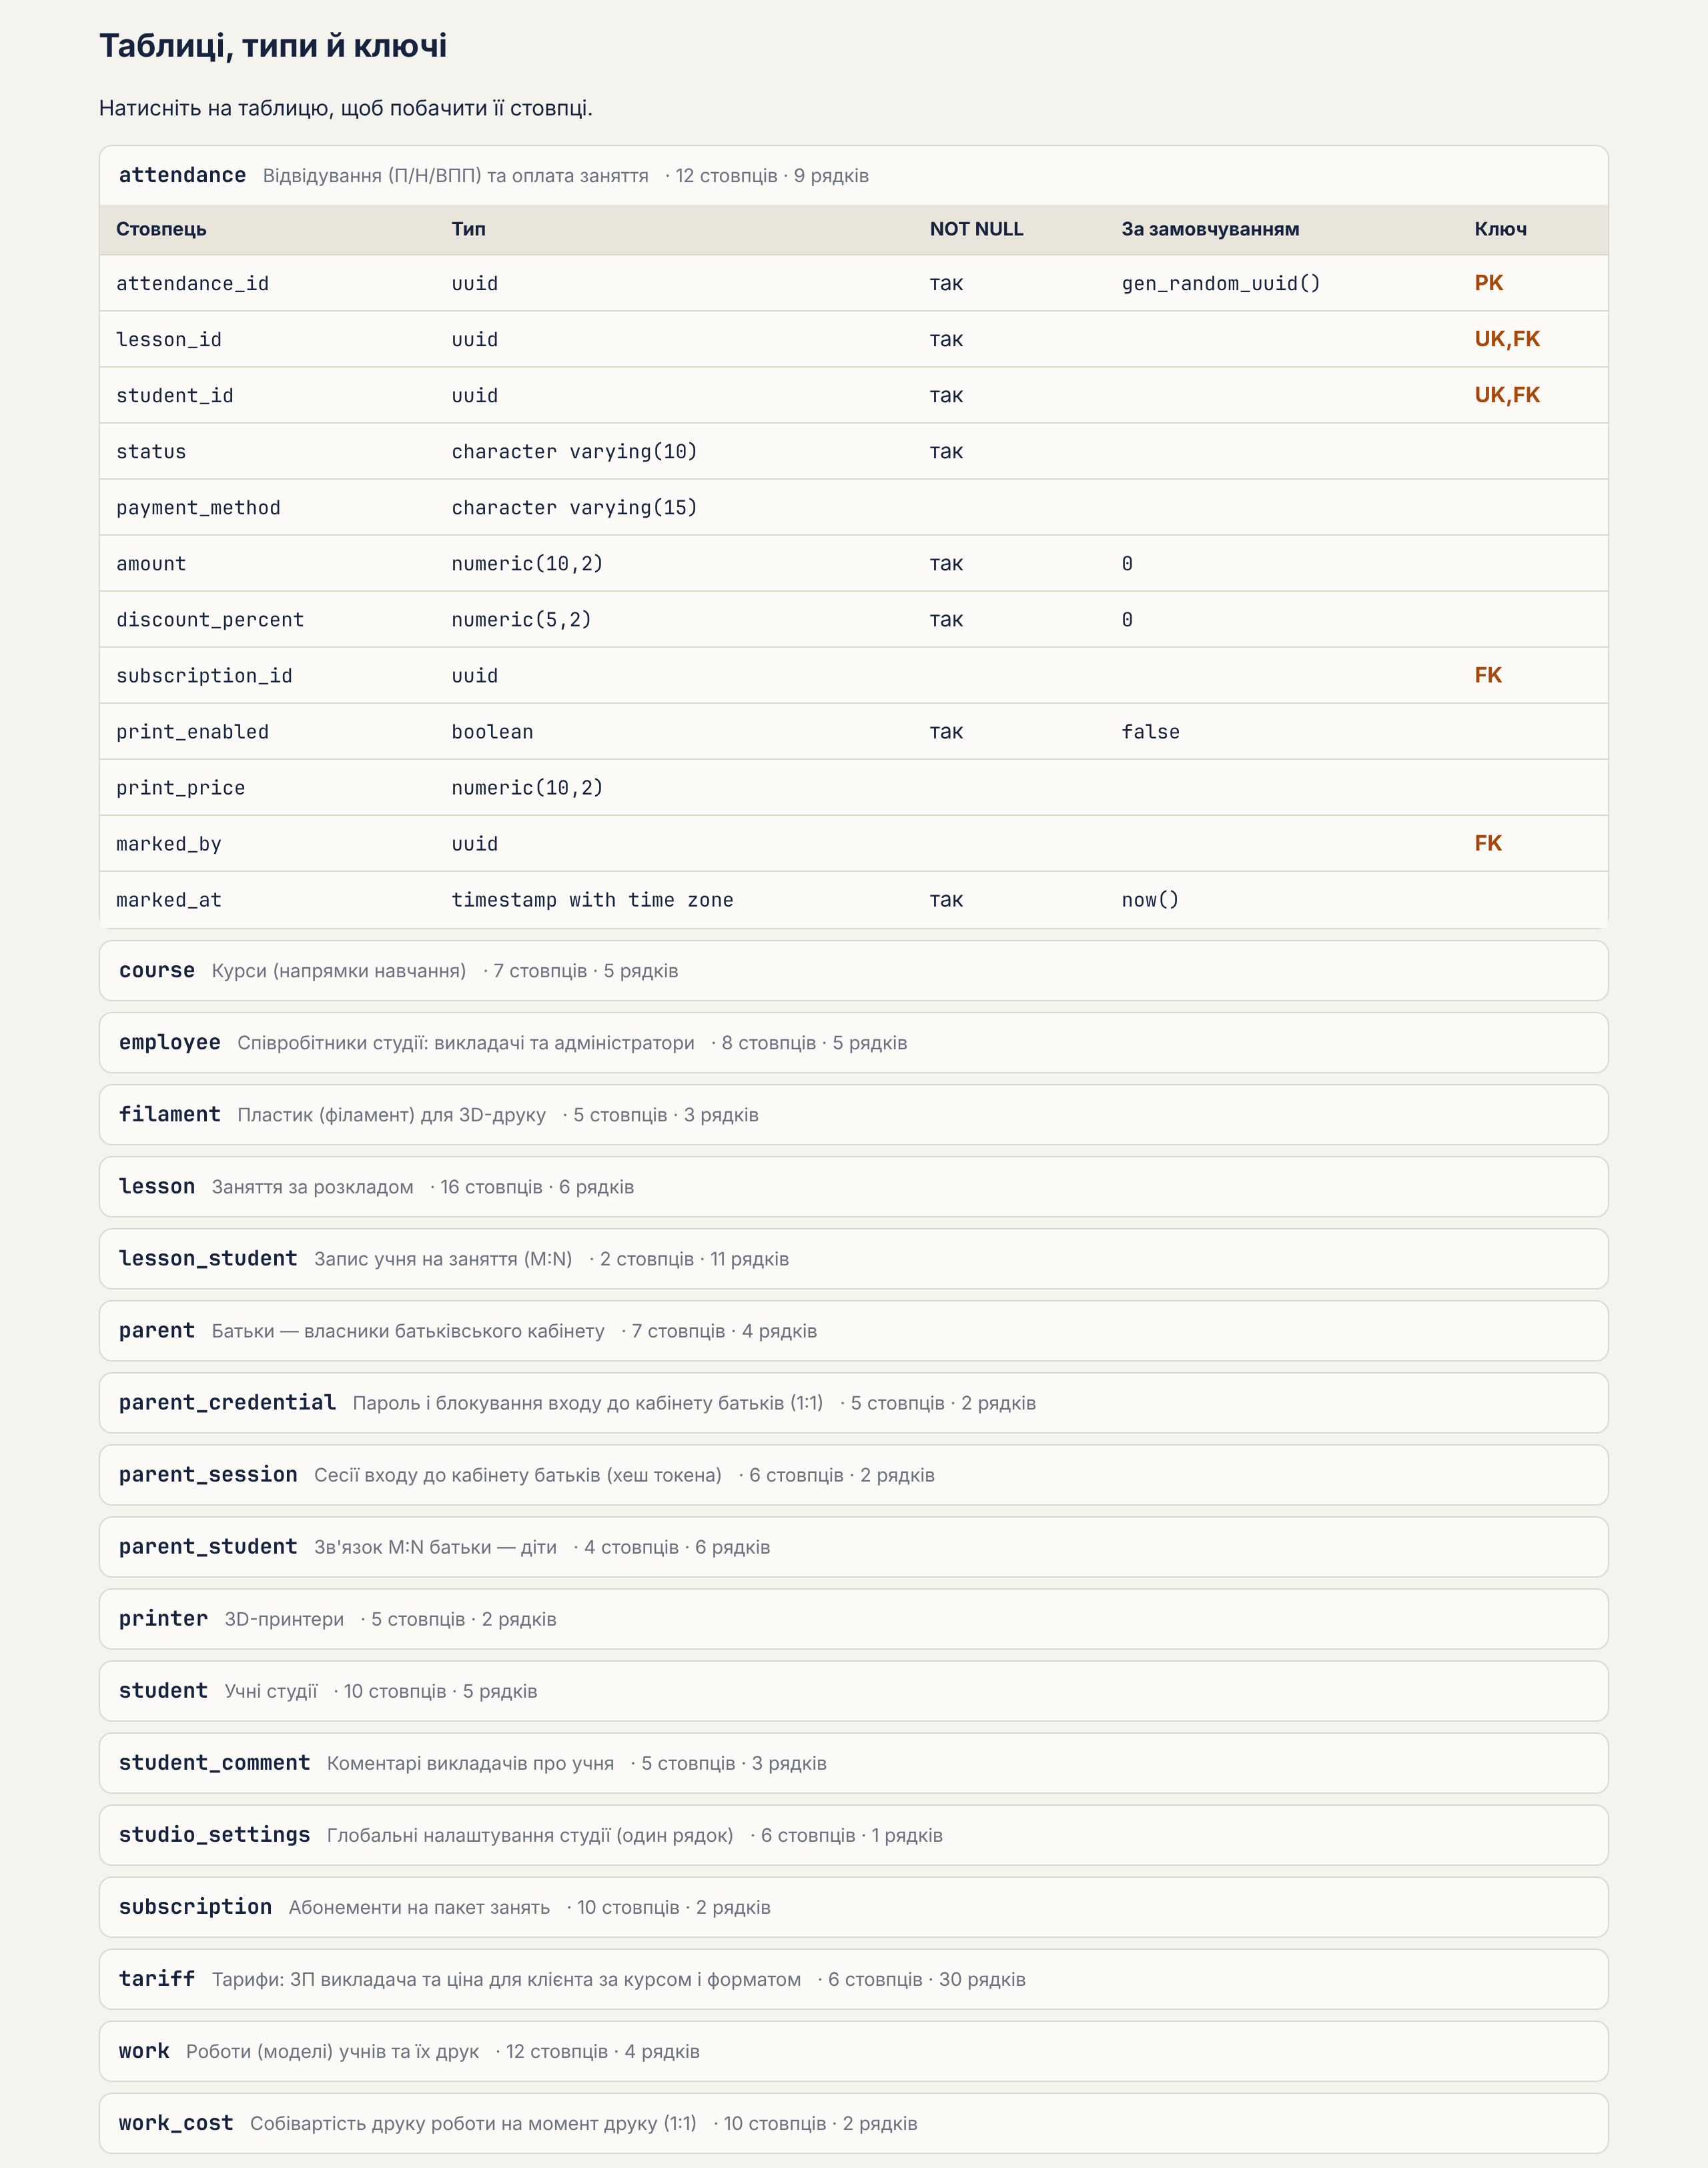 Таблиці, типи й ключі
Натисніть на таблицю, щоб побачити її стовпці.
attendance Відвідування (П/Н/ВПП) та оплата заняття · 12 стовпців · 9 рядків
Стовпець Тип NOT NULL За замовчуванням Ключ
attendance_id uuid так gen_random_uuid() PK
lesson_id uuid так UK,FK
student_id uuid так UK,FK
status character varying(10) так
payment_method character varying(15)
amount numeric(10,2) так 0
discount_percent numeric(5,2) так 0
subscription_id uuid FK
print_enabled boolean так false
print_price numeric(10,2)
marked_by uuid FK
marked_at timestamp with time zone так now()
course Курси (напрямки навчання) · 7 стовпців · 5 рядків
employee Співробітники студії: викладачі та адміністратори · 8 стовпців · 5 рядків
filament Пластик (філамент) для 3D-друку · 5 стовпців · 3 рядків
lesson Заняття за розкладом · 16 стовпців · 6 рядків
lesson_student Запис учня на заняття (M:N) · 2 стовпців · 11 рядків
parent Батьки — власники батьківського кабінету · 7 стовпців · 4 рядків
parent_credential Пароль і блокування входу до кабінету батьків (1:1) · 5 стовпців · 2 рядків
parent_session Сесії входу до кабінету батьків (хеш токена) · 6 стовпців · 2 рядків
parent_student Зв'язок M:N батьки — діти · 4 стовпців · 6 рядків
printer 3D-принтери · 5 стовпців · 2 рядків
student Учні студії · 10 стовпців · 5 рядків
student_comment Коментарі викладачів про учня · 5 стовпців · 3 рядків
studio_settings Глобальні налаштування студії (один рядок) · 6 стовпців · 1 рядків
subscription Абонементи на пакет занять · 10 стовпців · 2 рядків
tariff Тарифи: ЗП викладача та ціна для клієнта за курсом і форматом · 6 стовпців · 30 рядків
work Роботи (моделі) учнів та їх друк · 12 стовпців · 4 рядків
work_cost Собівартість друку роботи на момент друку (1:1) · 10 стовпців · 2 рядків